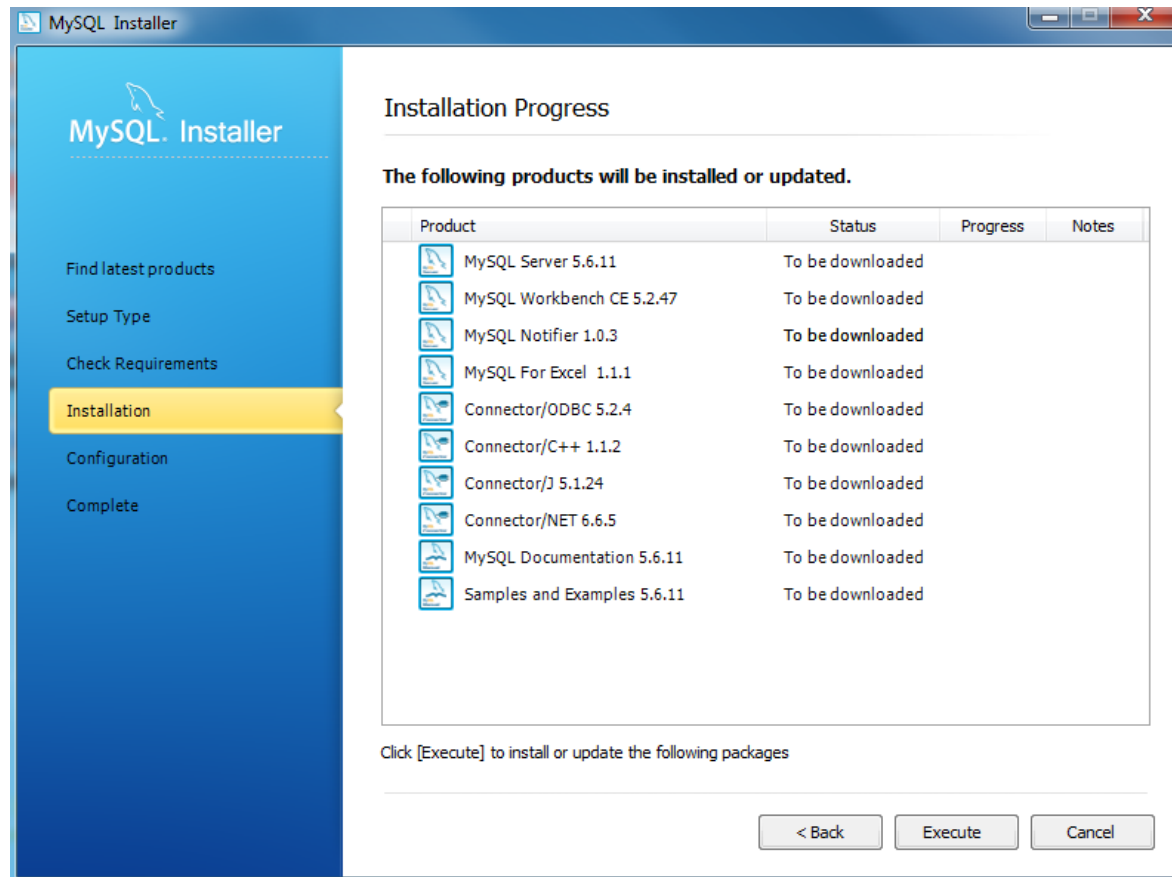 MySQL Installer
MySQL. Installer
Find latest products
Setup Type
Check Requirements
Installation
Configuration
Complete
Installation Progress
The following products will be installed or updated.
Product Status Progress Notes
MySQL Server 5.6.11 To be downloaded
MySQL Workbench CE 5.2.47 To be downloaded
MySQL Notifier 1.0.3 To be downloaded
MySQL For Excel 1.1.1 To be downloaded
Connector/ODBC 5.2.4 To be downloaded
Connector/C++ 1.1.2 To be downloaded
Connector/J 5.1.24 To be downloaded
Connector/NET 6.6.5 To be downloaded
MySQL Documentation 5.6.11 To be downloaded
Samples and Examples 5.6.11 To be downloaded
Click [Execute] to install or update the following packages
< Back Execute Cancel